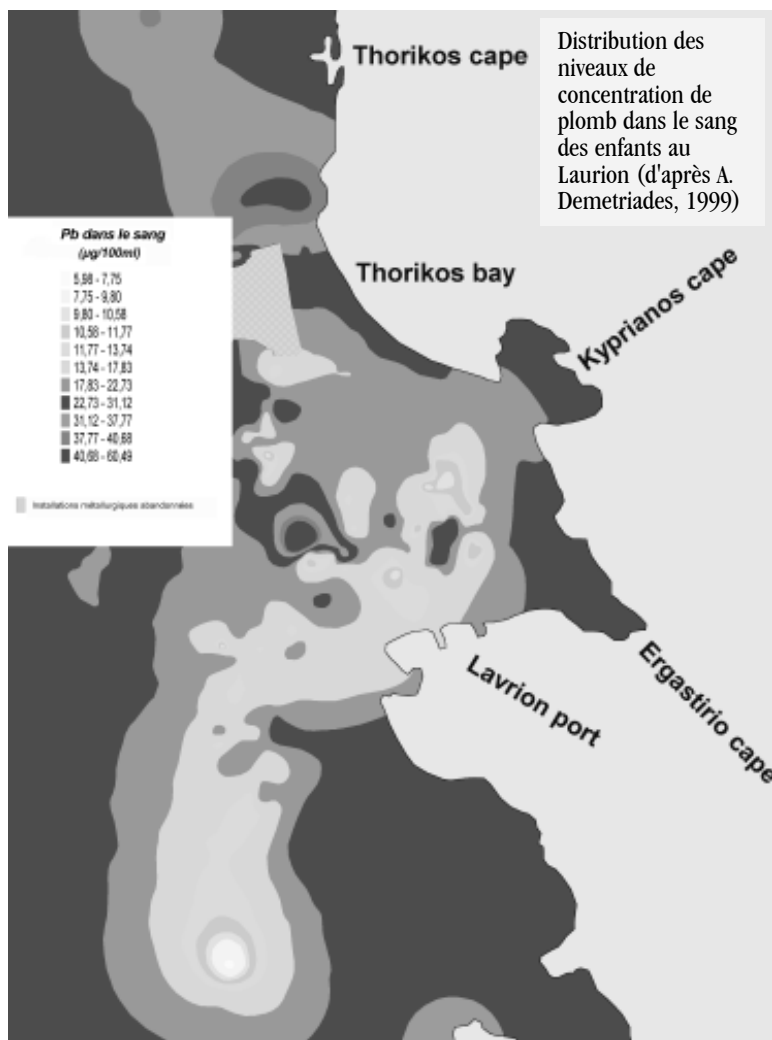 Distribution des
niveaux de
concentration de
plomb dans le sang
des enfants au
Laurion (d'après A.
Demetriades, 1999)
Thorikos cape
Thorikos bay
Kyprianos cape
Ergastirio cape
Lavrion port
Pb dans le sang
(µg/100ml)
5,98 - 7,75
7,75 - 9,80
9,80 - 10,58
10,58 - 11,77
11,77 - 13,74
13,74 - 17,83
17,83 - 22,73
22,73 - 31,12
31,12 - 37,77
37,77 - 40,68
40,68 - 60,49
Installations métallurgiques abandonnées